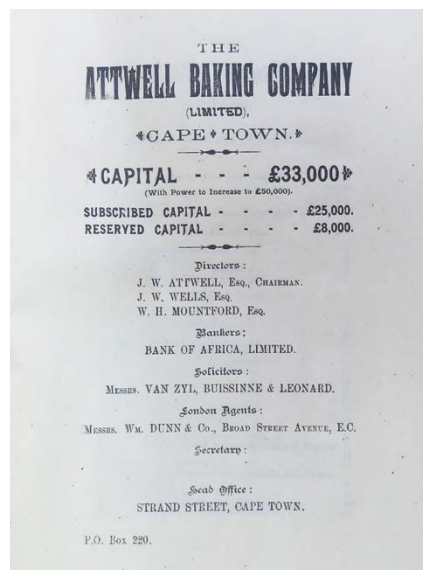 THE
ATTWELL BAKING COMPANY
(LIMITED),
CAPE TOWN.
CAPITAL - - - £33,000
(With Power to Increase to £50,000).
SUBSCRIBED CAPITAL - - - - £25,000.
RESERVED CAPITAL - - - - £8,000.
Directors:
J. W. ATTWELL, Esq., Chairman.
J. W. WELLS, Esq.
W. H. MOUNTFORD, Esq.
Bankers:
BANK OF AFRICA, LIMITED.
Solicitors:
Messrs. VAN ZYL, BUISSINNE & LEONARD.
London Agents:
Messrs. Wm. DUNN & Co., Broad Street Avenue, E.C.
Secretary:
Head Office:
STRAND STREET, CAPE TOWN.
P.O. Box 220.